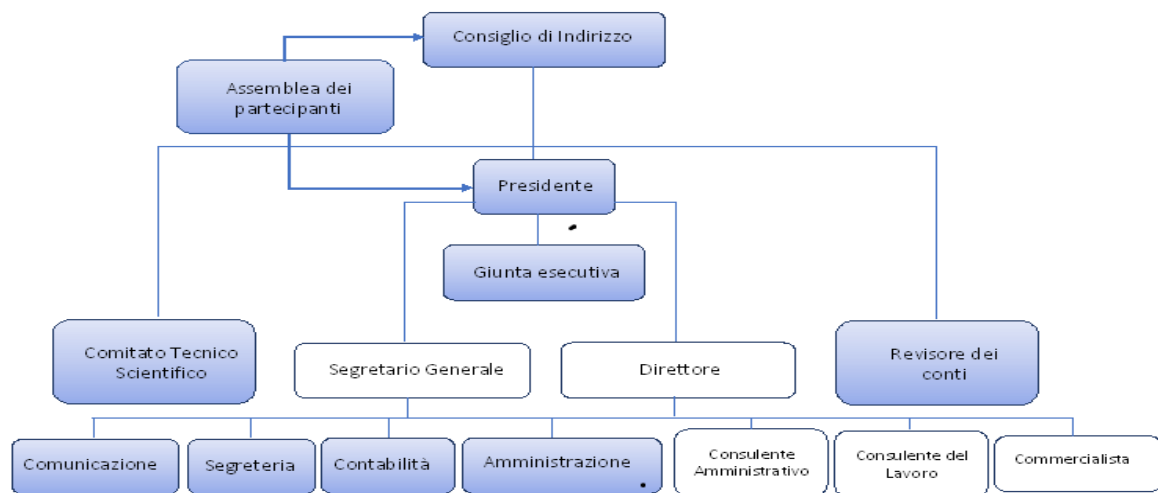 Consiglio di Indirizzo
Assemblea dei
partecipanti
Presidente
Giunta esecutiva
Comitato Tecnico
Scientifico
Segretario Generale
Direttore
Revisore dei
conti
Comunicazione
Segreteria
Contabilità
Amministrazione
Consulente
Amministrativo
Consulente del
Lavoro
Commercialista